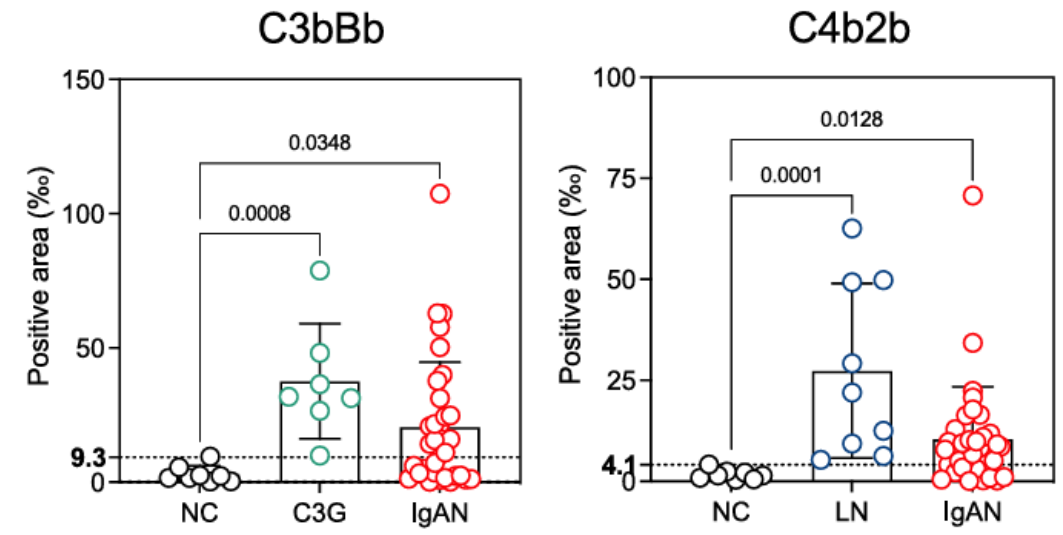 C3bBb
Positive area (‰)
150
100
50
9.3
0
0.0348
0.0008
NC
C3G
IgAN
C4b2b
Positive area (‰)
100
75
50
25
4.1
0
0.0128
0.0001
NC
LN
IgAN